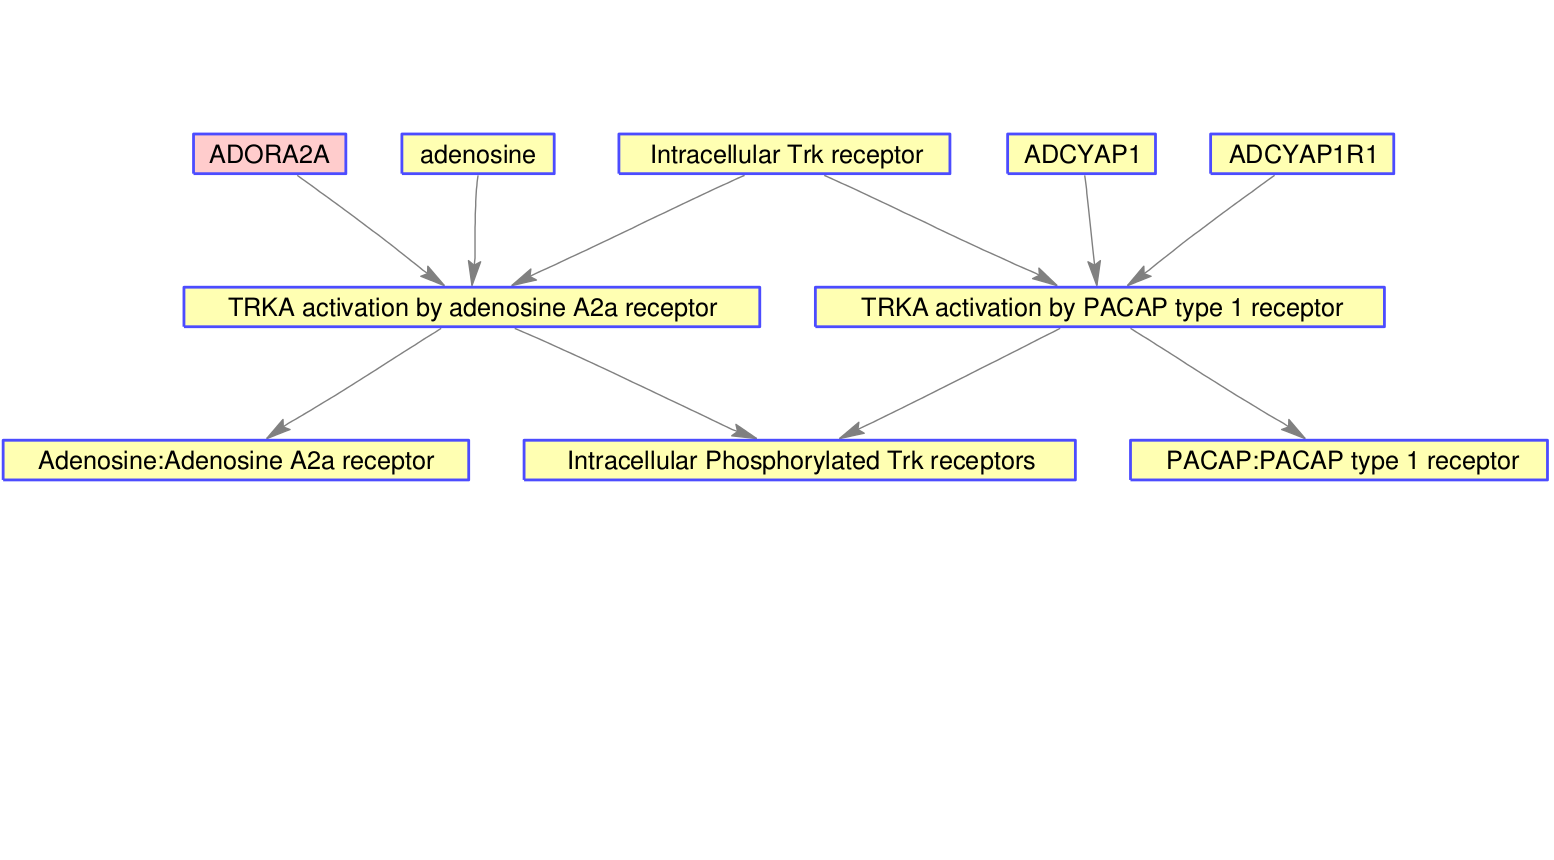 ADORA2A
adenosine
Intracellular Trk receptor
ADCYAP1
ADCYAP1R1
TRKA activation by adenosine A2a receptor
TRKA activation by PACAP type 1 receptor
Adenosine:Adenosine A2a receptor
Intracellular Phosphorylated Trk receptors
PACAP:PACAP type 1 receptor